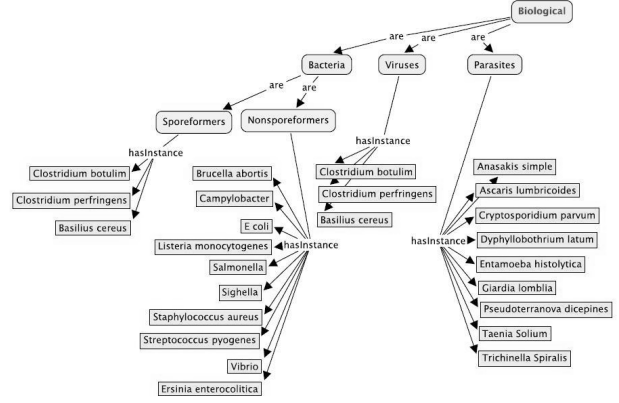 Biological
are
are
are
Bacteria
Viruses
Parasites
are
are
Sporeformers
Nonsporeformers
hasInstance
Clostridium botulim
Clostridium perfringens
Basilius cereus
hasInstance
Brucella abortis
Campylobacter
E coli
Listeria monocytogenes
Salmonella
Sighella
Staphylococcus aureus
Streptococcus pyogenes
Vibrio
Ersinia enterocolitica
hasInstance
Clostridium botulim
Clostridium perfringens
Basilius cereus
hasInstance
Anasakis simple
Ascaris lumbricoides
Cryptosporidium parvum
Dyphyllobothrium latum
Entamoeba histolytica
Giardia lomblia
Pseudoterranova dicepines
Taenia Solium
Trichinella Spiralis